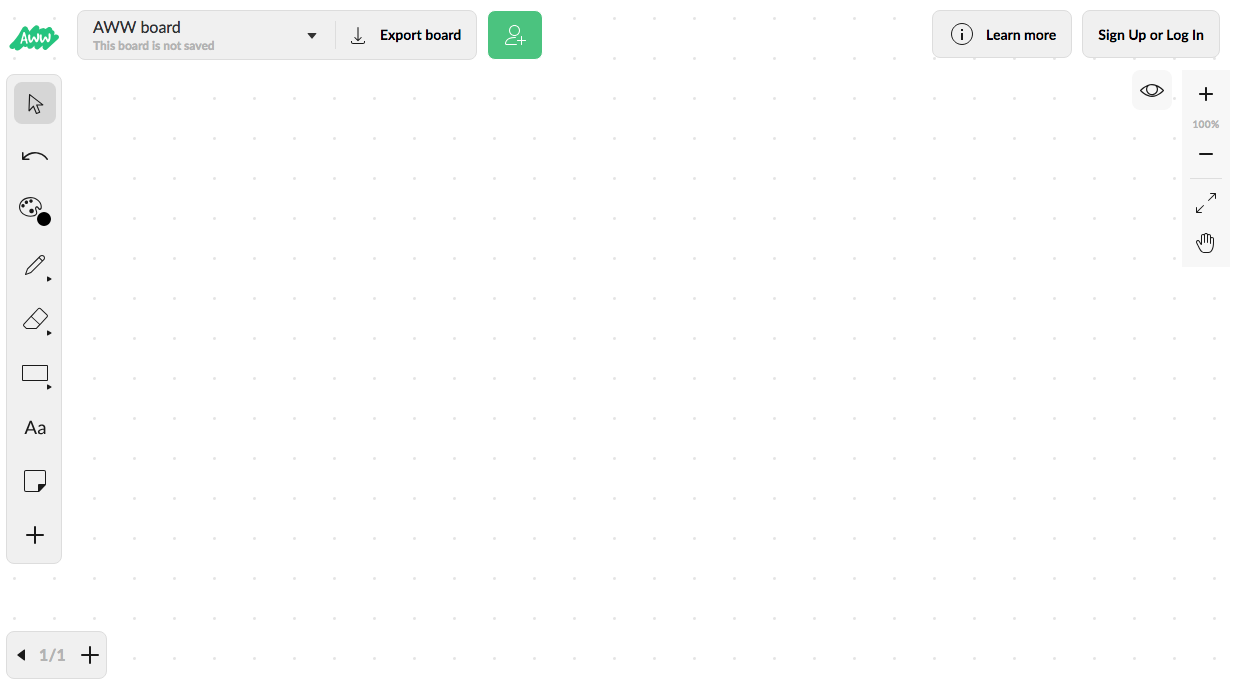 AWW
AWW board
This board is not saved
Export board
Learn more
Sign Up or Log In
100%
Aa
1/1